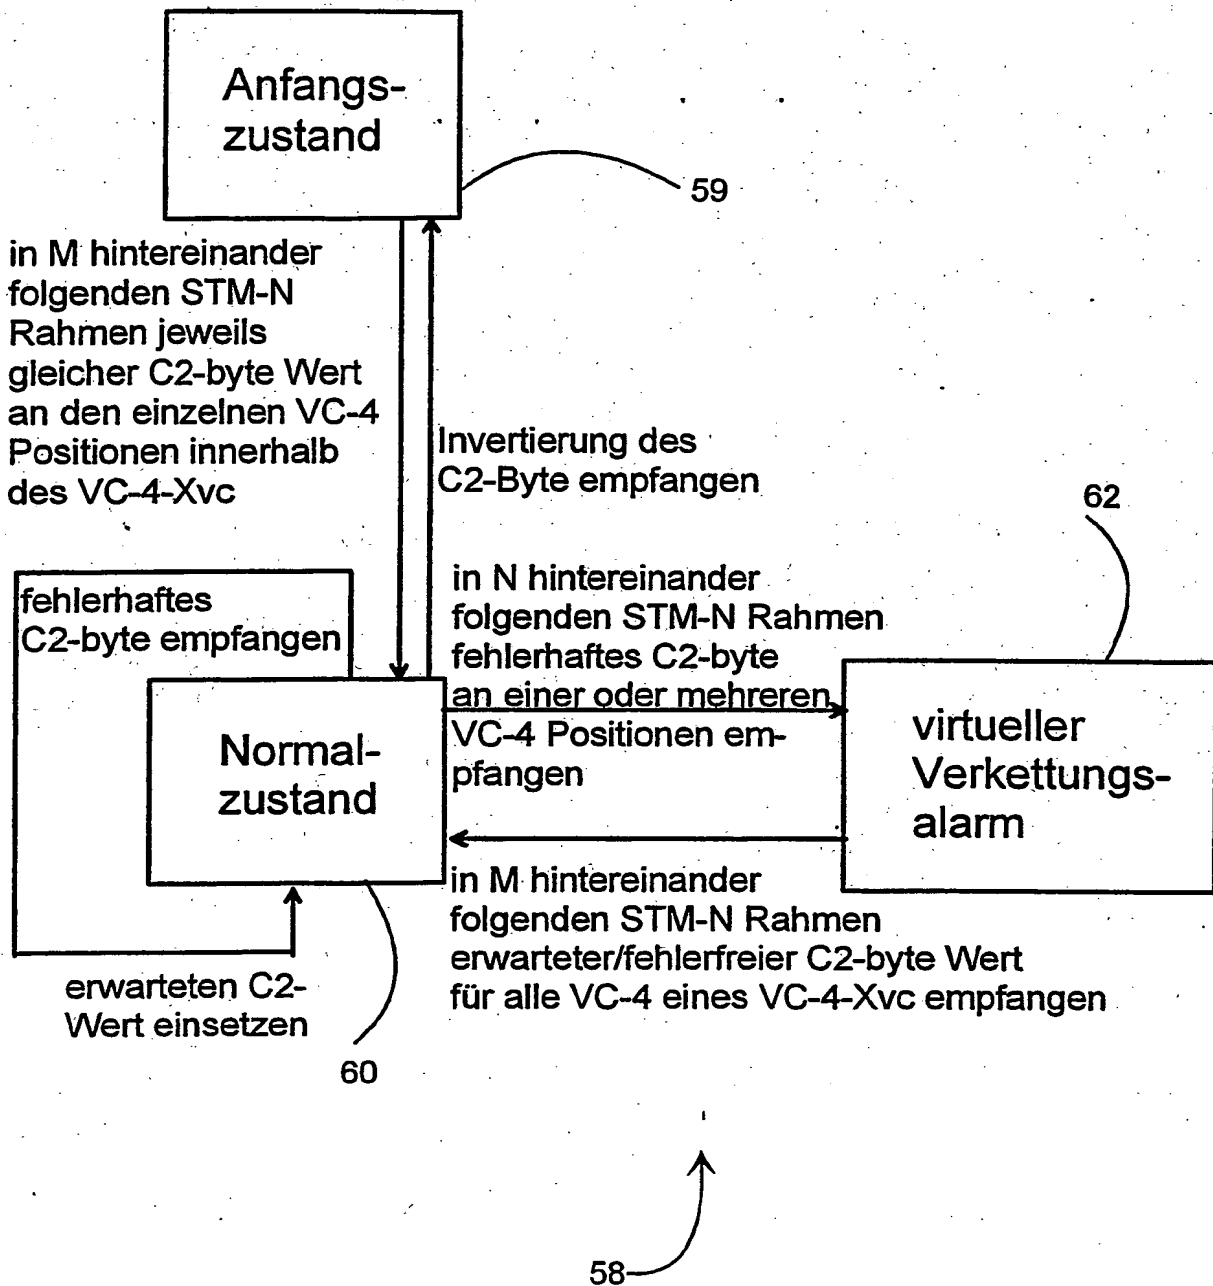 Anfangs-
zustand
59
in M hintereinander
folgenden STM-N
Rahmen jeweils
gleicher C2-byte Wert
an den einzelnen VC-4
Positionen innerhalb
des VC-4-Xvc
Invertierung des
C2-Byte empfangen
62
fehlerhaftes
C2-byte empfangen
in N hintereinander
folgenden STM-N Rahmen
fehlerhaftes C2-byte
an einer oder mehreren
VC-4 Positionen em-
pfangen
Normal-
zustand
virtueller
Verkettungs-
alarm
in M hintereinander
folgenden STM-N Rahmen
erwarteter/fehlerfreier C2-byte Wert
für alle VC-4 eines VC-4-Xvc empfangen
erwarteten C2-
Wert einsetzen
60
58